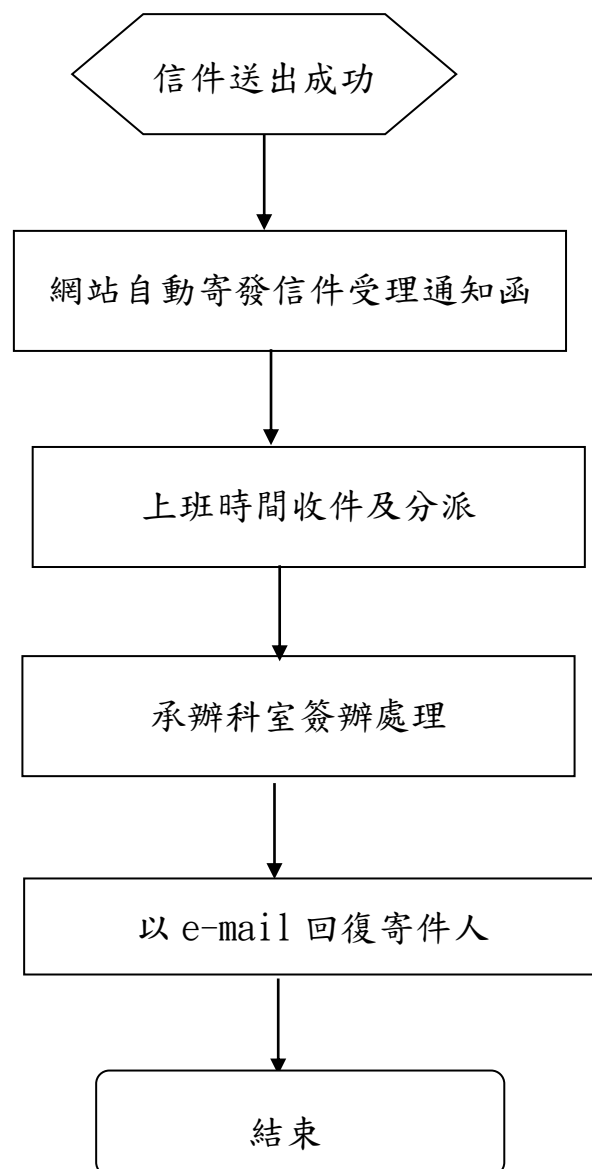 信件送出成功
網站自動寄發信件受理通知函
上班時間收件及分派
承辦科室簽辦處理
以 e-mail 回復寄件人
結束